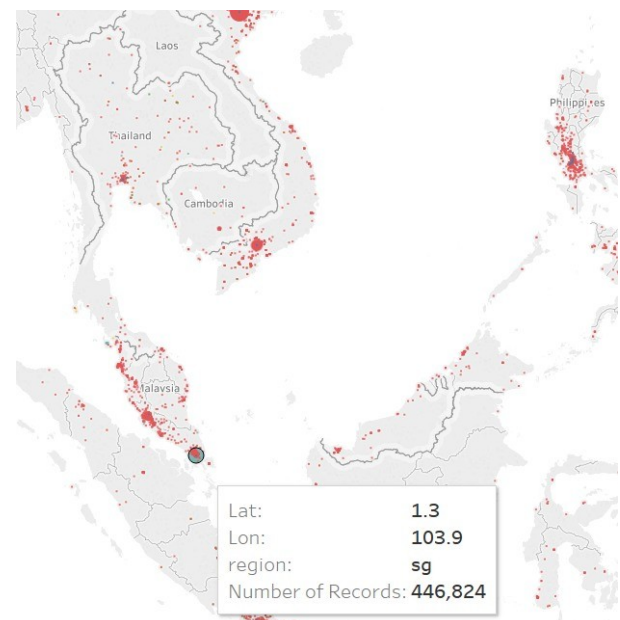 Laos
Philippines
Thailand
Cambodia
Malaysia
Lat: 1.3
Lon: 103.9
region: sg
Number of Records: 446,824